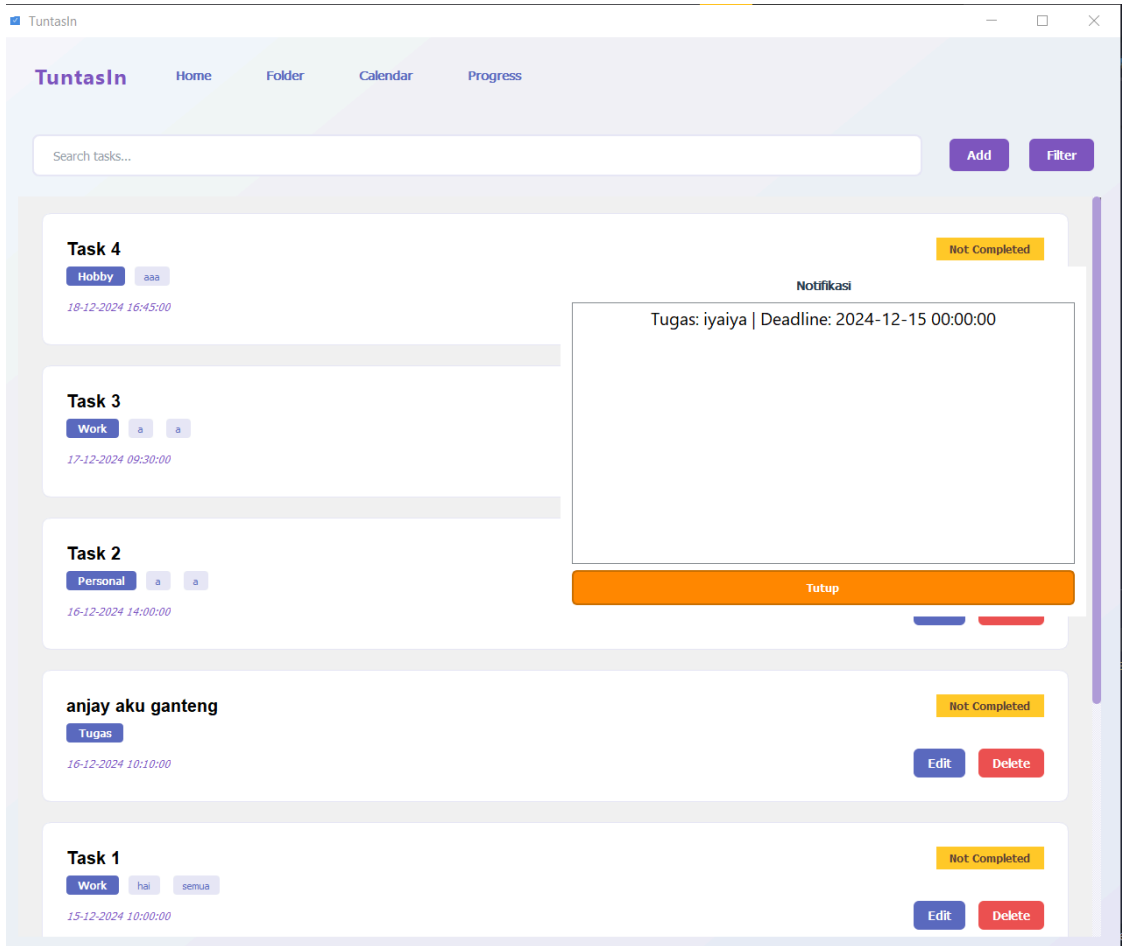 TuntasIn
TuntasIn Home Folder Calendar Progress
Search tasks... Add Filter
Task 4 Not Completed
Hobby aaa
18-12-2024 16:45:00
Notifikasi
Tugas: iyaiya | Deadline: 2024-12-15 00:00:00
Tutup
Task 3
Work a a
17-12-2024 09:30:00
Task 2
Personal a a
16-12-2024 14:00:00
anjay aku ganteng Not Completed
Tugas
16-12-2024 10:10:00 Edit Delete
Task 1 Not Completed
Work hai semua
15-12-2024 10:00:00 Edit Delete